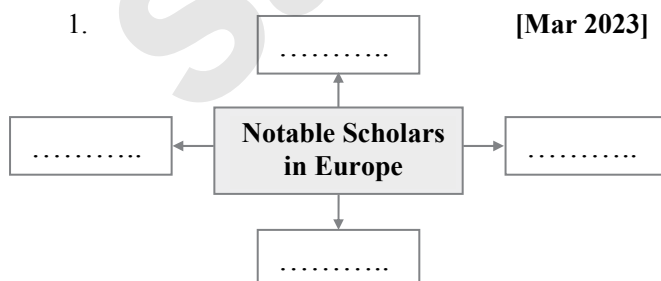 1.
[Mar 2023]
………..
………..
Notable Scholars
in Europe
………..
………..